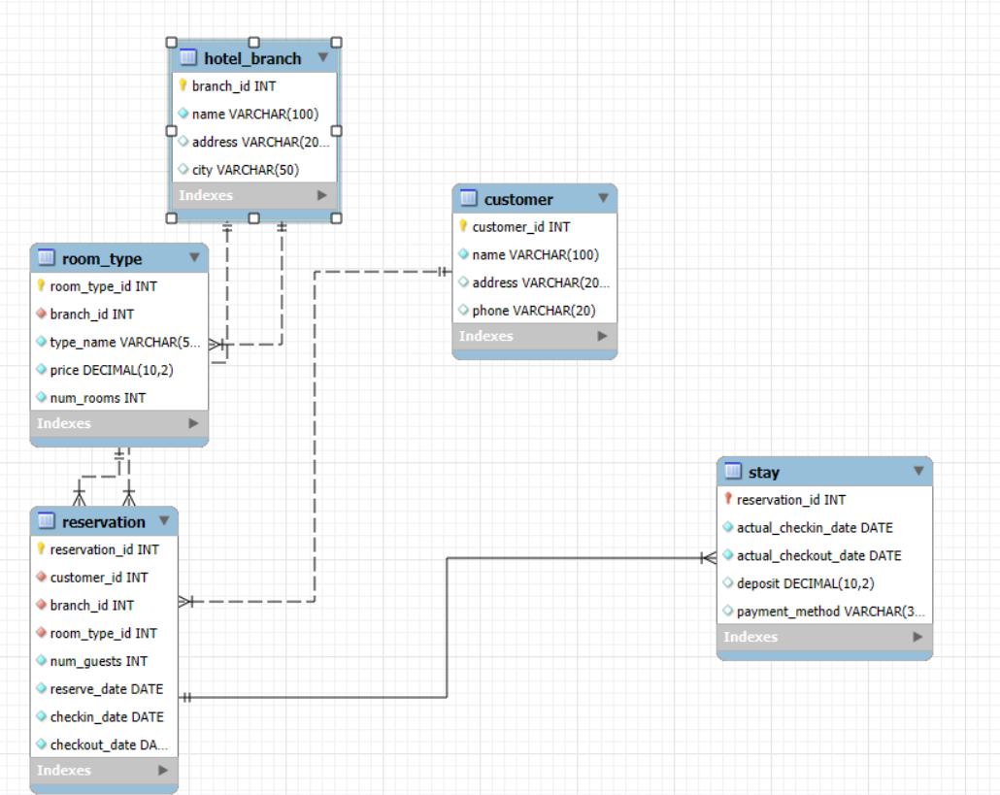 hotel_branch
branch_id INT
name VARCHAR(100)
address VARCHAR(20...
city VARCHAR(50)
Indexes
customer
customer_id INT
name VARCHAR(100)
address VARCHAR(20...
phone VARCHAR(20)
Indexes
room_type
room_type_id INT
branch_id INT
type_name VARCHAR(5...
price DECIMAL(10,2)
num_rooms INT
Indexes
reservation
reservation_id INT
customer_id INT
branch_id INT
room_type_id INT
num_guests INT
reserve_date DATE
checkin_date DATE
checkout_date DA...
Indexes
stay
reservation_id INT
actual_checkin_date DATE
actual_checkout_date DATE
deposit DECIMAL(10,2)
payment_method VARCHAR(3...
Indexes